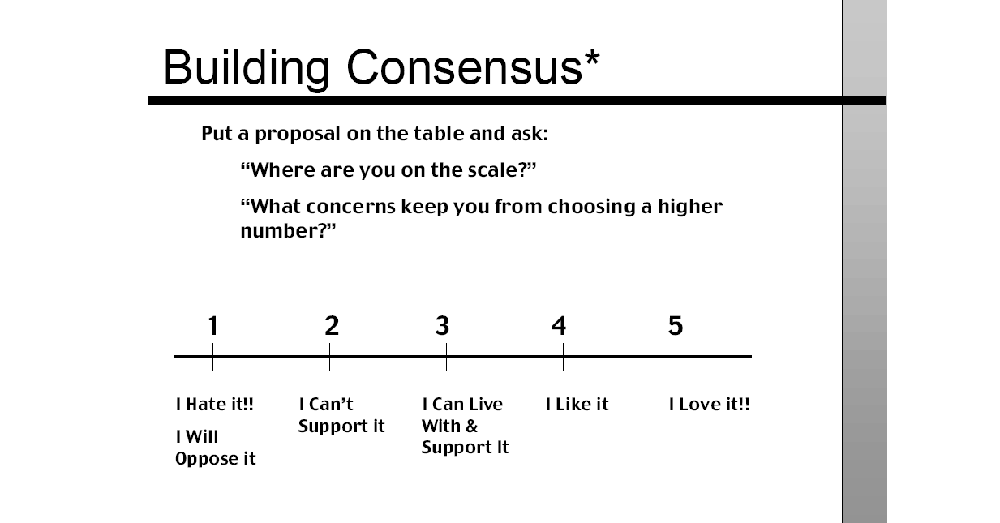 Building Consensus*
Put a proposal on the table and ask:
“Where are you on the scale?”
“What concerns keep you from choosing a higher
number?”
1 2 3 4 5
I Hate it!!
I Will
Oppose it
I Can’t
Support it
I Can Live
With &
Support It
I Like it
I Love it!!